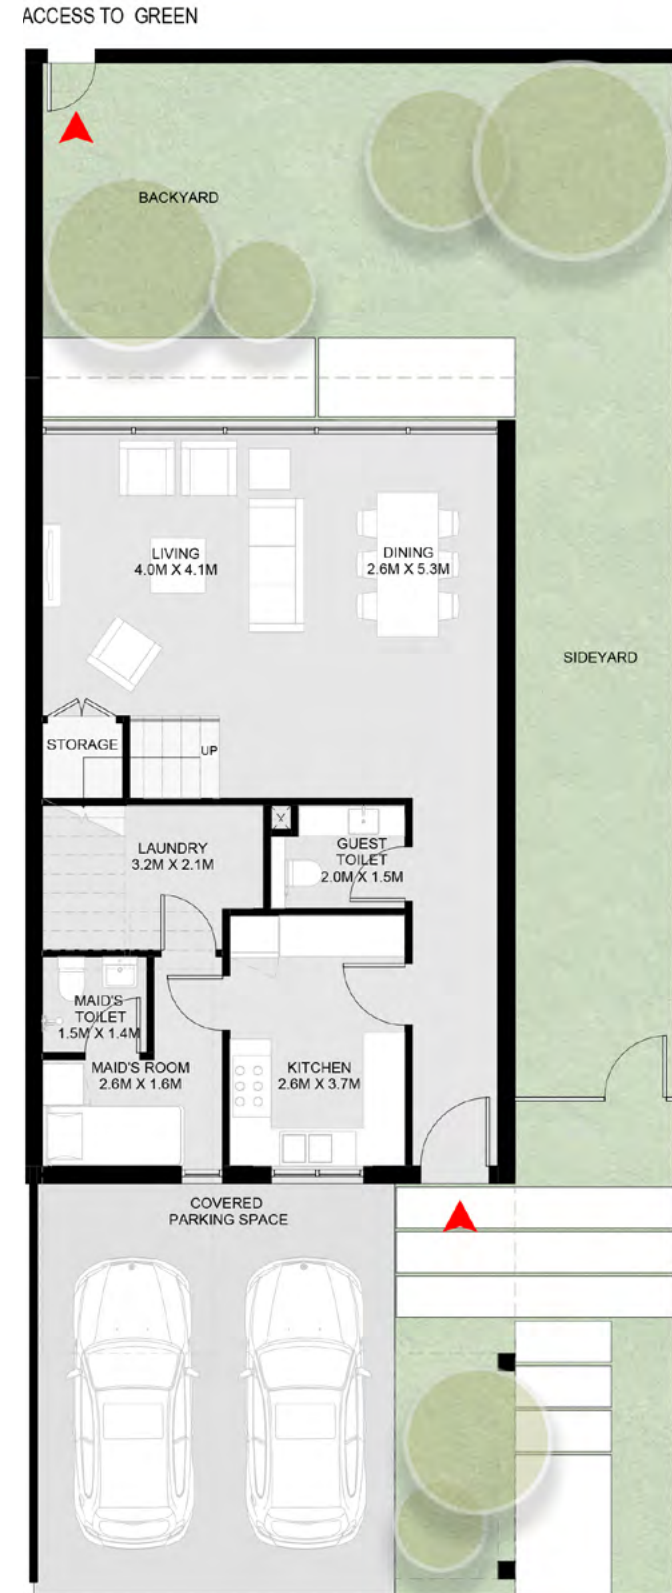 ACCESS TO GREEN
BACKYARD
LIVING
4.0M X 4.1M
DINING
2.6M X 5.3M
SIDEYARD
STORAGE
UP
LAUNDRY
3.2M X 2.1M
GUEST
TOILET
2.0M X 1.5M
MAID'S
TOILET
1.5M X 1.4M
MAID'S ROOM
2.6M X 1.6M
KITCHEN
2.6M X 3.7M
COVERED
PARKING SPACE